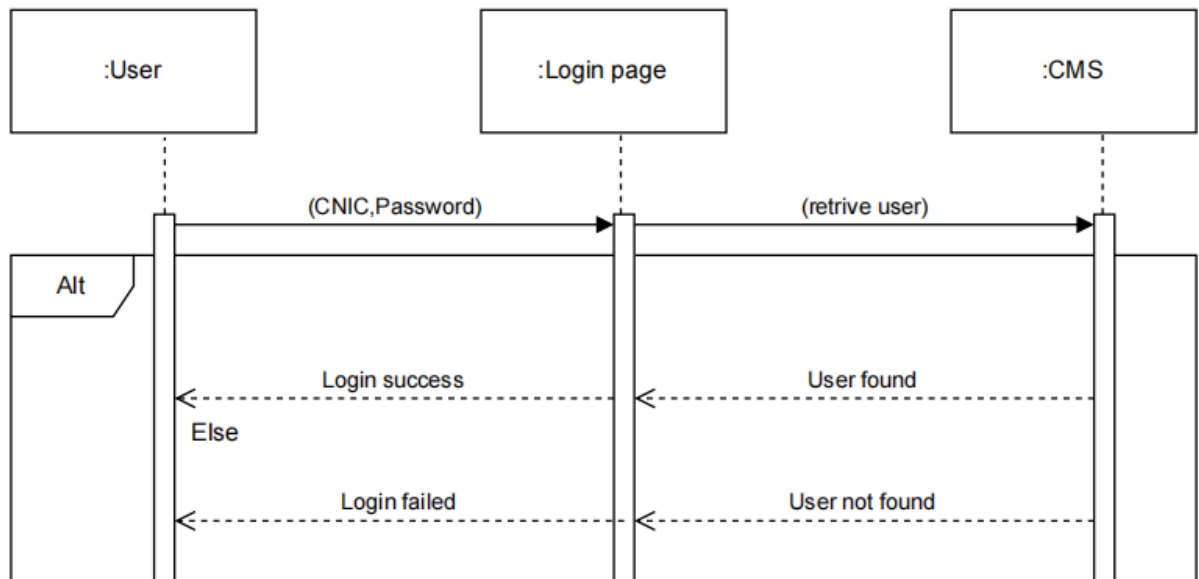 :User
:Login page
:CMS
(CNIC,Password)
(retrive user)
Alt
Login success
User found
Else
Login failed
User not found